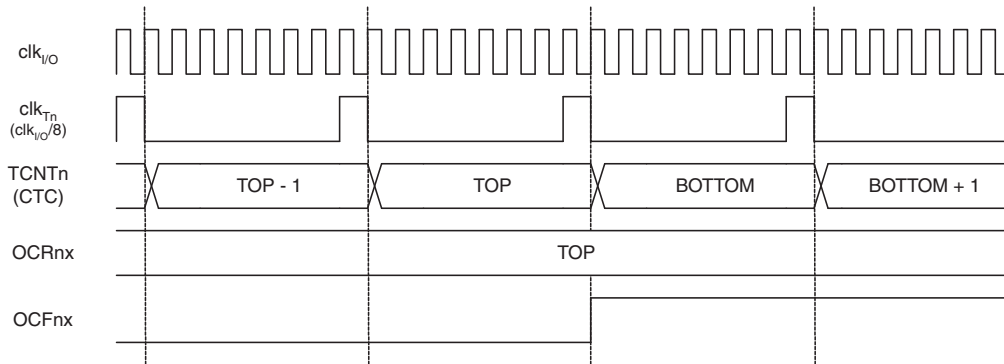 clkI/O
clkTn
(clkI/O/8)
TCNTn
(CTC)
TOP - 1
TOP
BOTTOM
BOTTOM + 1
OCRnx
TOP
OCFnx